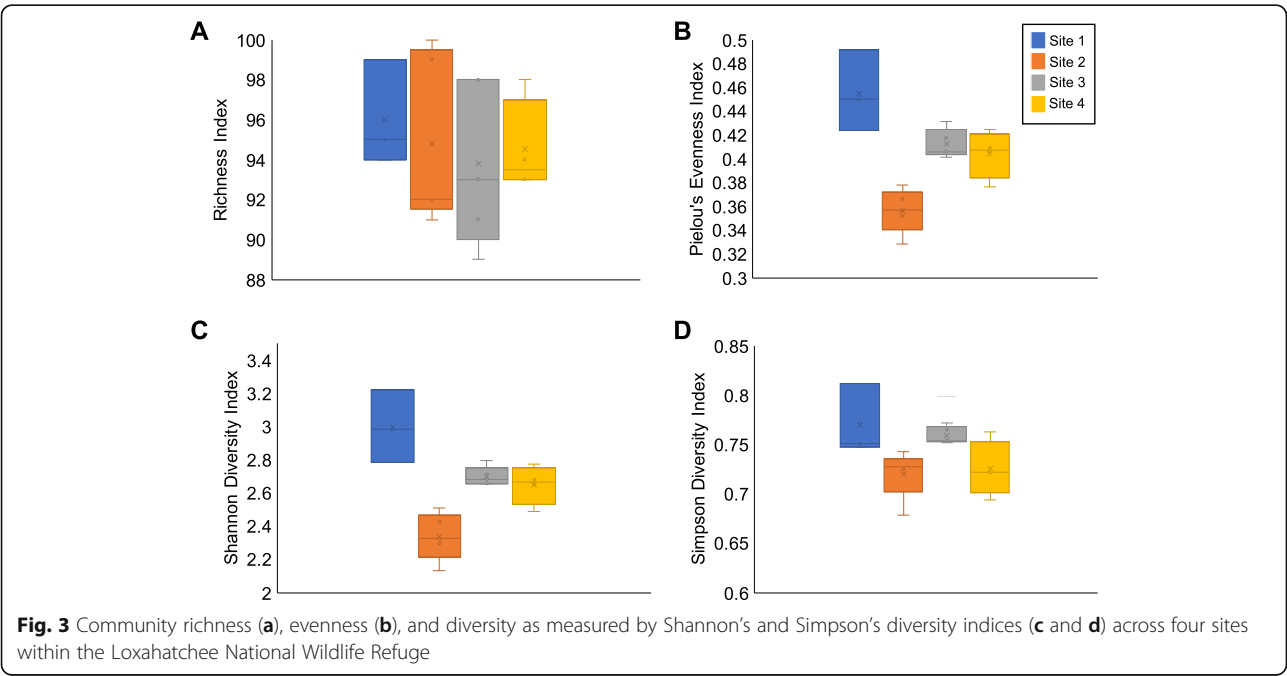 A
Richness Index
100
98
96
94
92
90
88
B
Pielou's Evenness Index
0.5
0.48
0.46
0.44
0.42
0.4
0.38
0.36
0.34
0.32
0.3
Site 1
Site 2
Site 3
Site 4
C
Shannon Diversity Index
3.4
3.2
3
2.8
2.6
2.4
2.2
2
D
Simpson Diversity Index
0.85
0.8
0.75
0.7
0.65
0.6
Fig. 3 Community richness (a), evenness (b), and diversity as measured by Shannon's and Simpson's diversity indices (c and d) across four sites
within the Loxahatchee National Wildlife Refuge